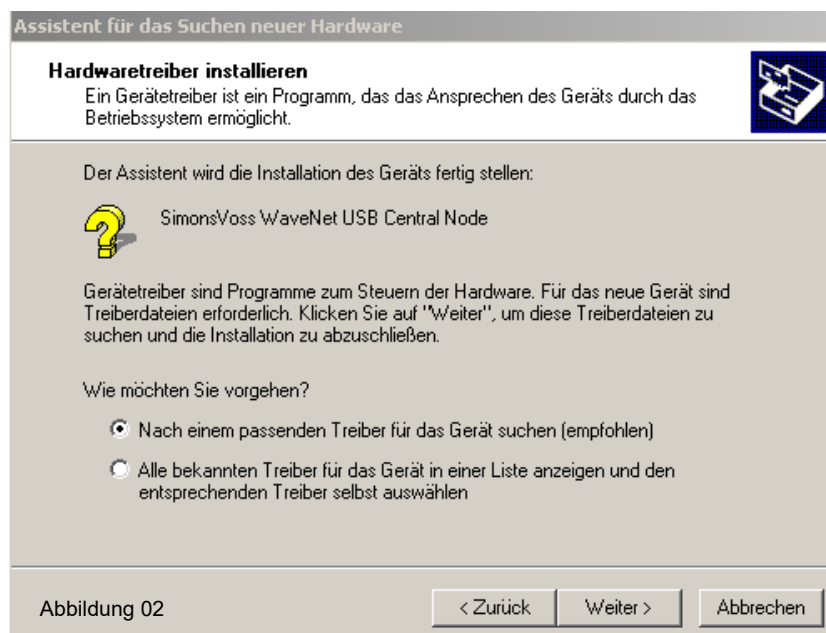 Assistent für das Suchen neuer Hardware
Hardwaretreiber installieren
Ein Gerätetreiber ist ein Programm, das das Ansprechen des Geräts durch das
Betriebssystem ermöglicht.
Der Assistent wird die Installation des Geräts fertig stellen:
SimonsVoss WaveNet USB Central Node
Gerätetreiber sind Programme zum Steuern der Hardware. Für das neue Gerät sind
Treiberdateien erforderlich. Klicken Sie auf "Weiter", um diese Treiberdateien zu
suchen und die Installation zu abzuschließen.
Wie möchten Sie vorgehen?
Nach einem passenden Treiber für das Gerät suchen (empfohlen)
Alle bekannten Treiber für das Gerät in einer Liste anzeigen und den
entsprechenden Treiber selbst auswählen
Abbildung 02 < Zurück Weiter > Abbrechen